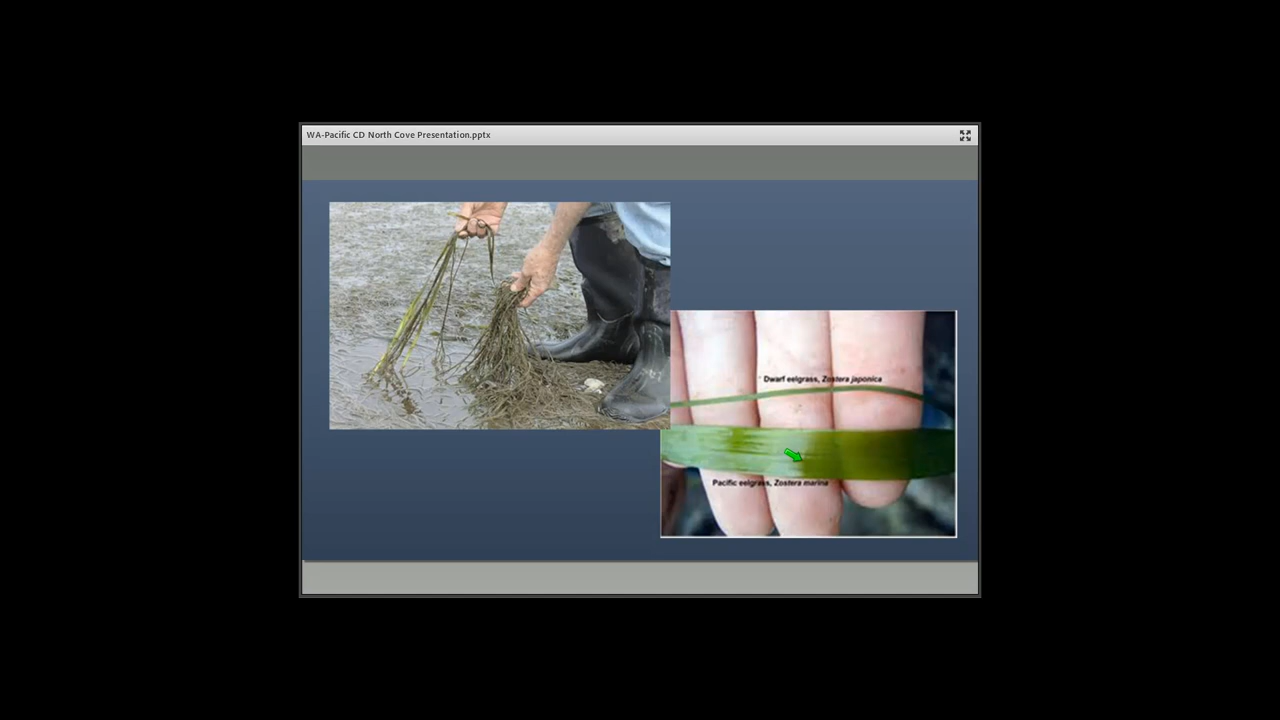 WA-Pacific CD North Cove Presentation.pptx
Dwarf eelgrass, Zostera japonica
Pacific eelgrass, Zostera marina